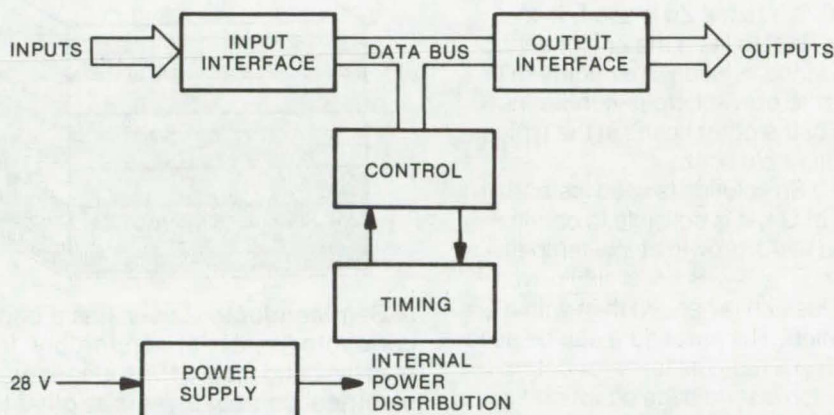 INPUTS
INPUT
INTERFACE
DATA BUS
OUTPUT
INTERFACE
OUTPUTS
CONTROL
TIMING
28 V
POWER
SUPPLY
INTERNAL
POWER
DISTRIBUTION